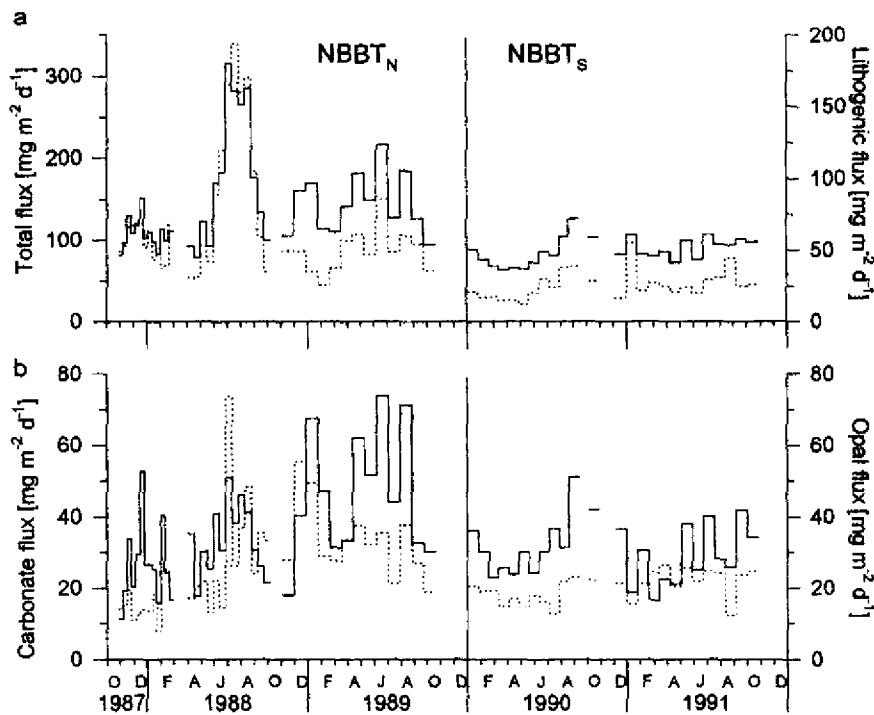 a
NBBT_N
NBBT_S
Total flux [mg m⁻² d⁻¹]
300
200
100
0
200
150
100
50
0
Lithogenic flux [mg m⁻² d⁻¹]
b
Carbonate flux [mg m⁻² d⁻¹]
80
60
40
20
0
80
60
40
20
0
Opal flux [mg m⁻² d⁻¹]
O D F A J A O D F A J A O D F A J A O D F A J A O D
1987 1988 1989 1990 1991